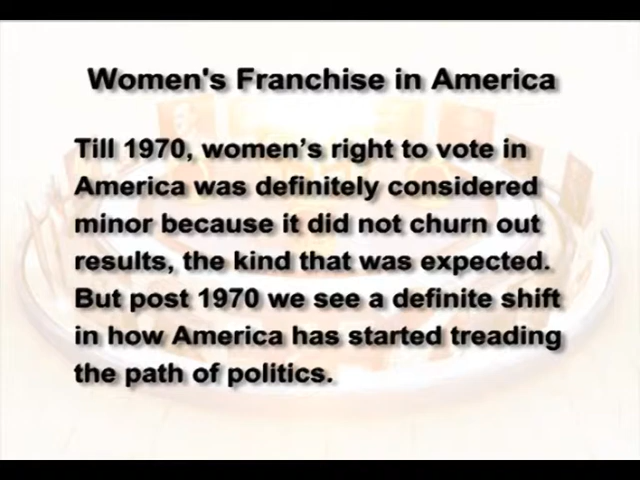 Women's Franchise in America
Till 1970, women's right to vote in
America was definitely considered
minor because it did not churn out
results, the kind that was expected.
But post 1970 we see a definite shift
in how America has started treading
the path of politics.